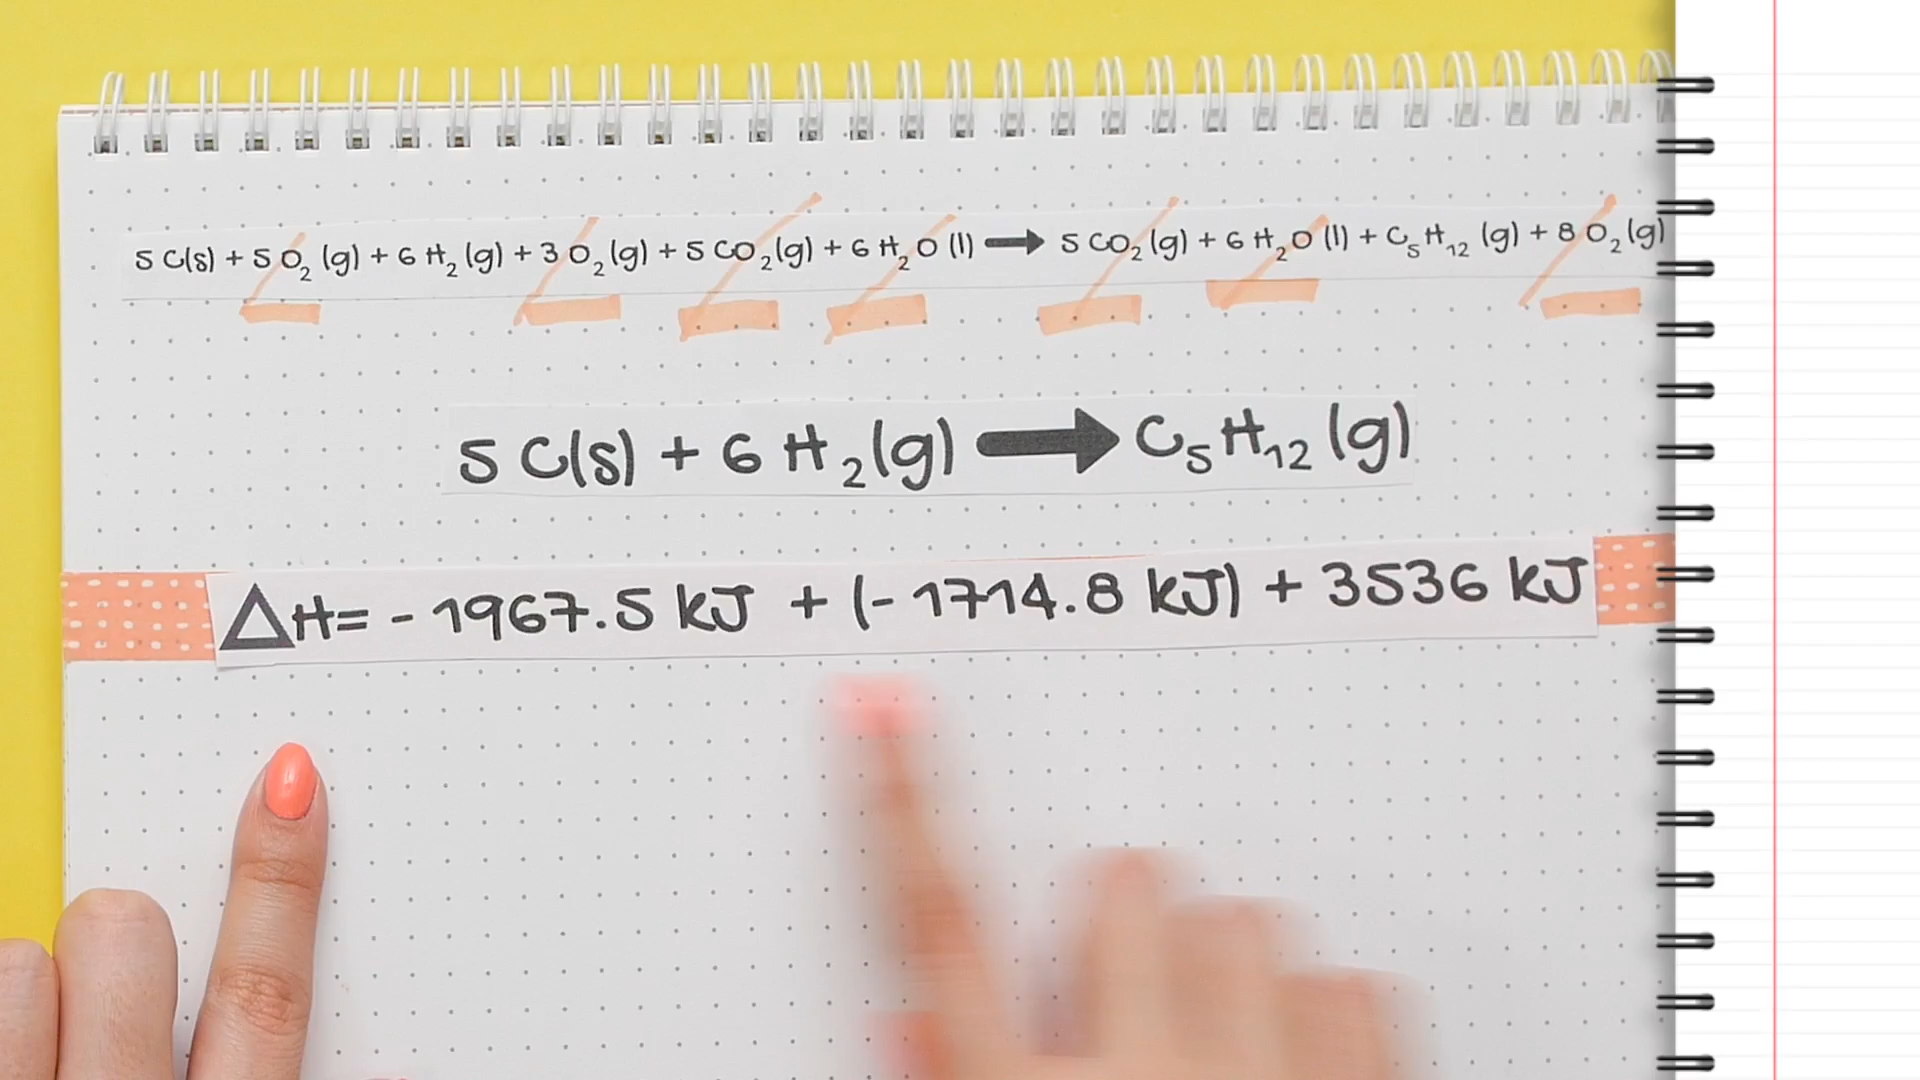 5 C(s) + 5 O₂ (g) + 6 H₂ (g) + 3 O₂ (g) + 5 CO₂ (g) + 6 H₂O (l) → 5 CO₂ (g) + 6 H₂O (l) + C₅H₁₂ (g) + 8 O₂ (g)
5 C(s) + 6 H₂ (g) → C₅H₁₂ (g)
△H= - 1967.5 kJ + (- 1714.8 kJ) + 3536 kJ